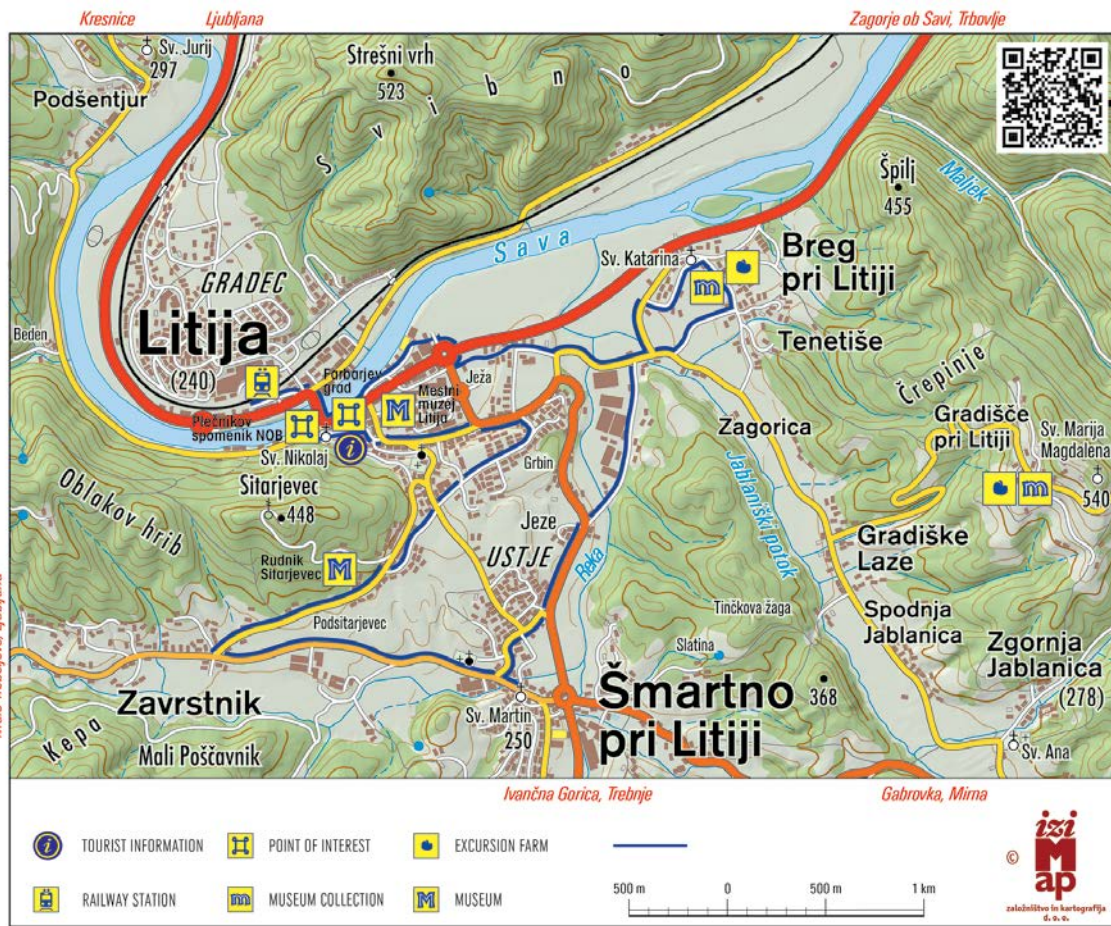 Kresnice
Ljubljana
Zagorje ob Savi, Trbovlje
Sv. Jurij
297
Podšentjur
Strešni vrh
523
Svibno
Maljek
Špilj
455
Sava
Sv. Katarina
Breg
pri Litiji
GRADEC
Litija
(240)
Beden
Tenetiše
Farbarjev
grad
Ježa
Mestni
muzej
Litija
Plečnikov
spomenik NOB
Sv. Nikolaj
Črepinje
Gradišče
pri Litiji
Sv. Marija
Magdalena
540
Zagorica
Grbin
Sitarjevec
448
Oblakov hrib
Jablaniški potok
Jeze
USTJE
Reka
Gradiške
Laze
Rudnik
Sitarjevec
Podsitarjevec
Tinčkova žaga
Spodnja
Jablanica
Slatina
Zgornja
Jablanica
(278)
Zavrstnik
Šmartno
pri Litiji
368
Sv. Martin
250
Kepa
Mali Poščavnik
Sv. Ana
Ivančna Gorica, Trebnje
Gabrovka, Mirna
TOURIST INFORMATION
POINT OF INTEREST
EXCURSION FARM
RAILWAY STATION
MUSEUM COLLECTION
MUSEUM
500 m
0
500 m
1 km
©
izi
Map
založništvo in kartografija
d. o. o.